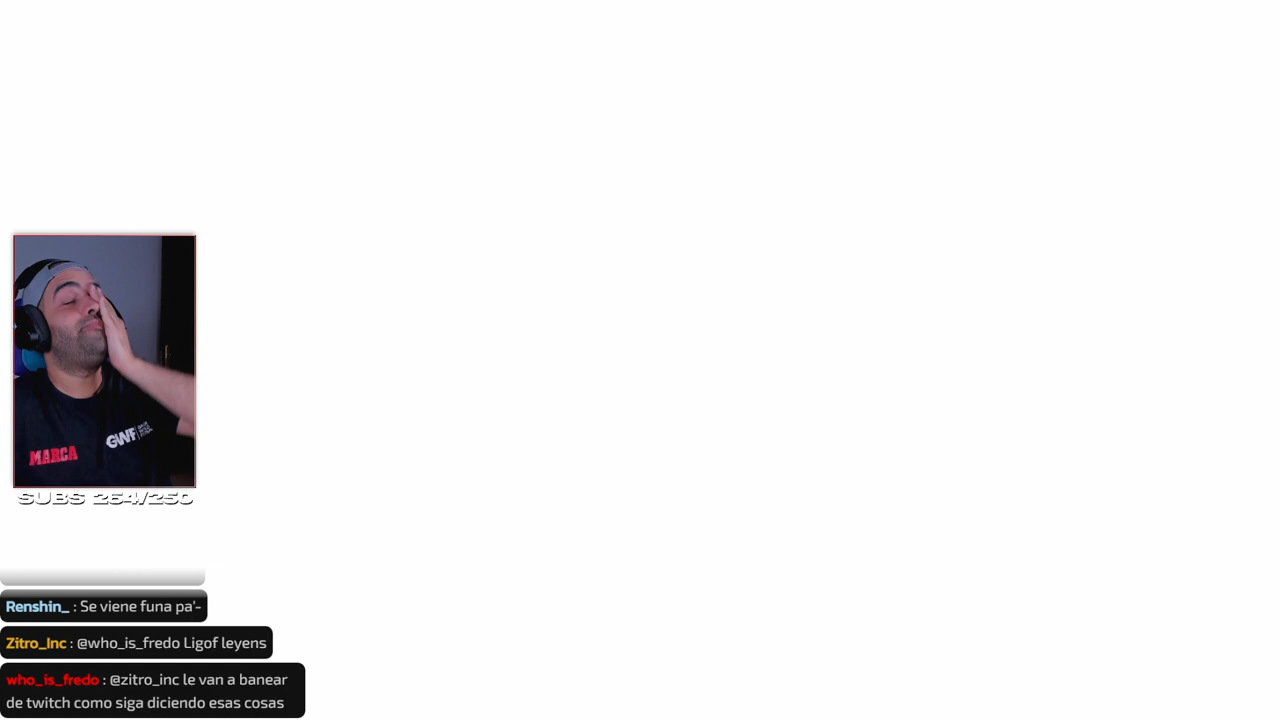 MARCA
GWF
SUBS 264/250
Renshin_ : Se viene funa pa'-
Zitro_Inc : @who_is_fredo Ligof leyens
who_is_fredo : @zitro_inc le van a banear
de twitch como siga diciendo esas cosas